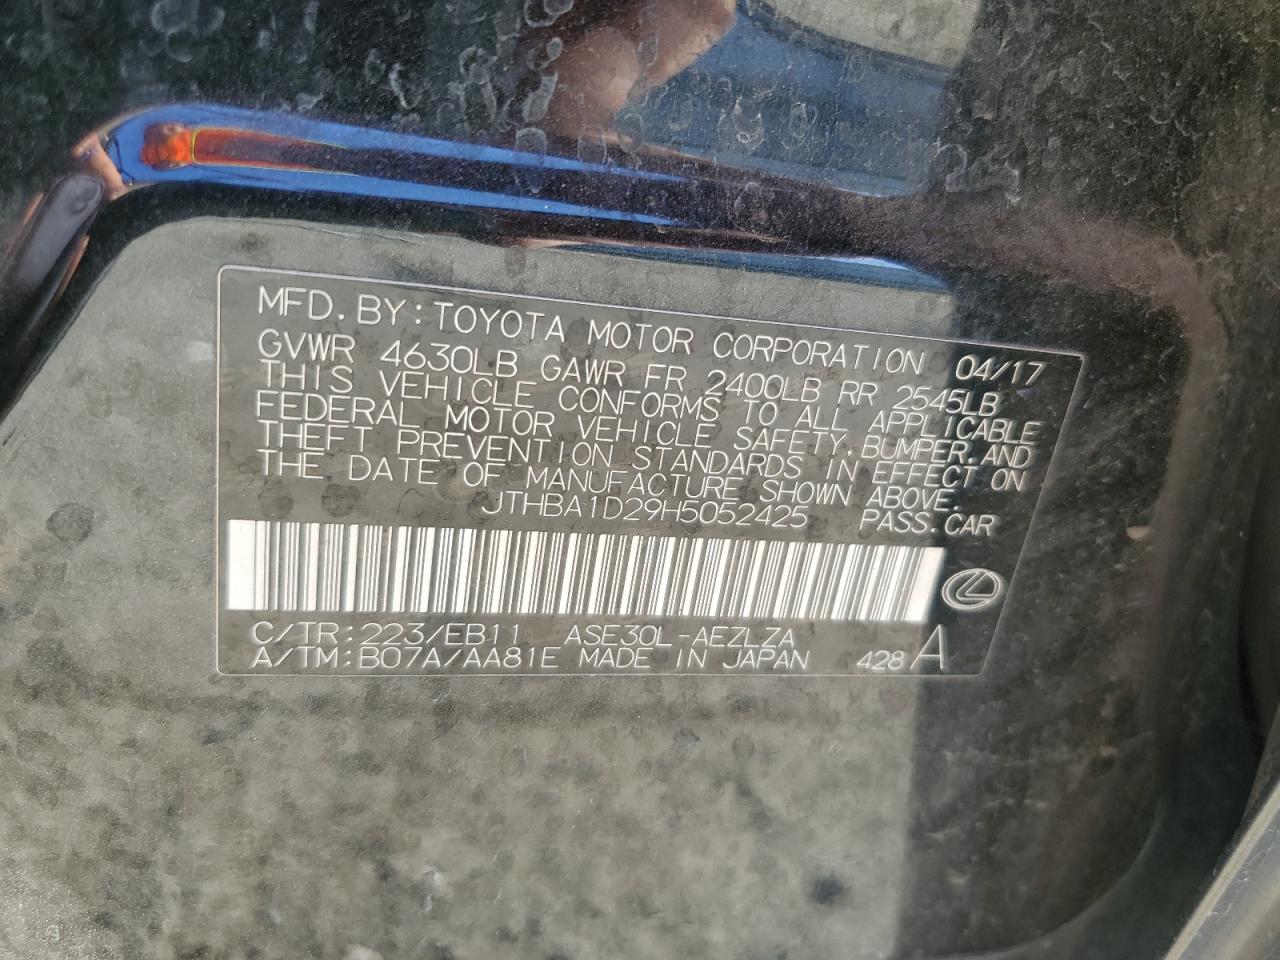 MFD. BY: TOYOTA MOTOR CORPORATION 04/17
GVWR 4630LB GAWR FR 2400LB RR 2545LB
THIS VEHICLE CONFORMS TO ALL APPLICABLE
FEDERAL MOTOR VEHICLE SAFETY, BUMPER, AND
THEFT PREVENTION STANDARDS IN EFFECT ON
THE DATE OF MANUFACTURE SHOWN ABOVE.
JTHBA1D29H5052425 PASS. CAR
C/TR: 223/EB11 ASE30L-AEZLZA
A/TM: B07A/AA81E MADE IN JAPAN 428 A